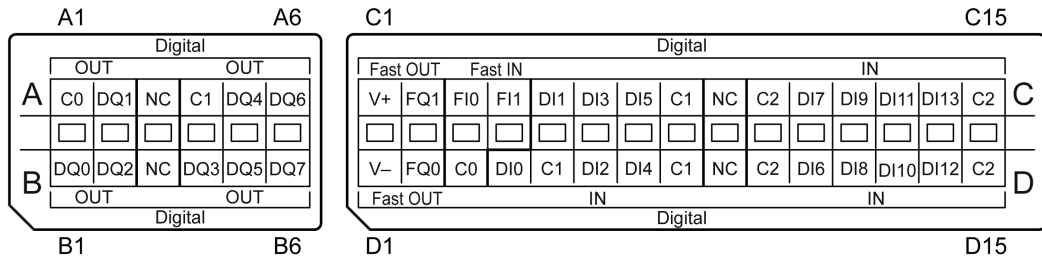 A1 A6 C1 C15
Digital Digital
OUT OUT Fast OUT Fast IN IN
A C0 DQ1 NC C1 DQ4 DQ6 V+ FQ1 FI0 FI1 DI1 DI3 DI5 C1 NC C2 DI7 DI9 DI11 DI13 C2 C
B DQ0 DQ2 NC DQ3 DQ5 DQ7 V– FQ0 C0 DI0 C1 DI2 DI4 C1 NC C2 DI6 DI8 DI10 DI12 C2 D
OUT OUT Fast OUT IN IN
Digital Digital
B1 B6 D1 D15